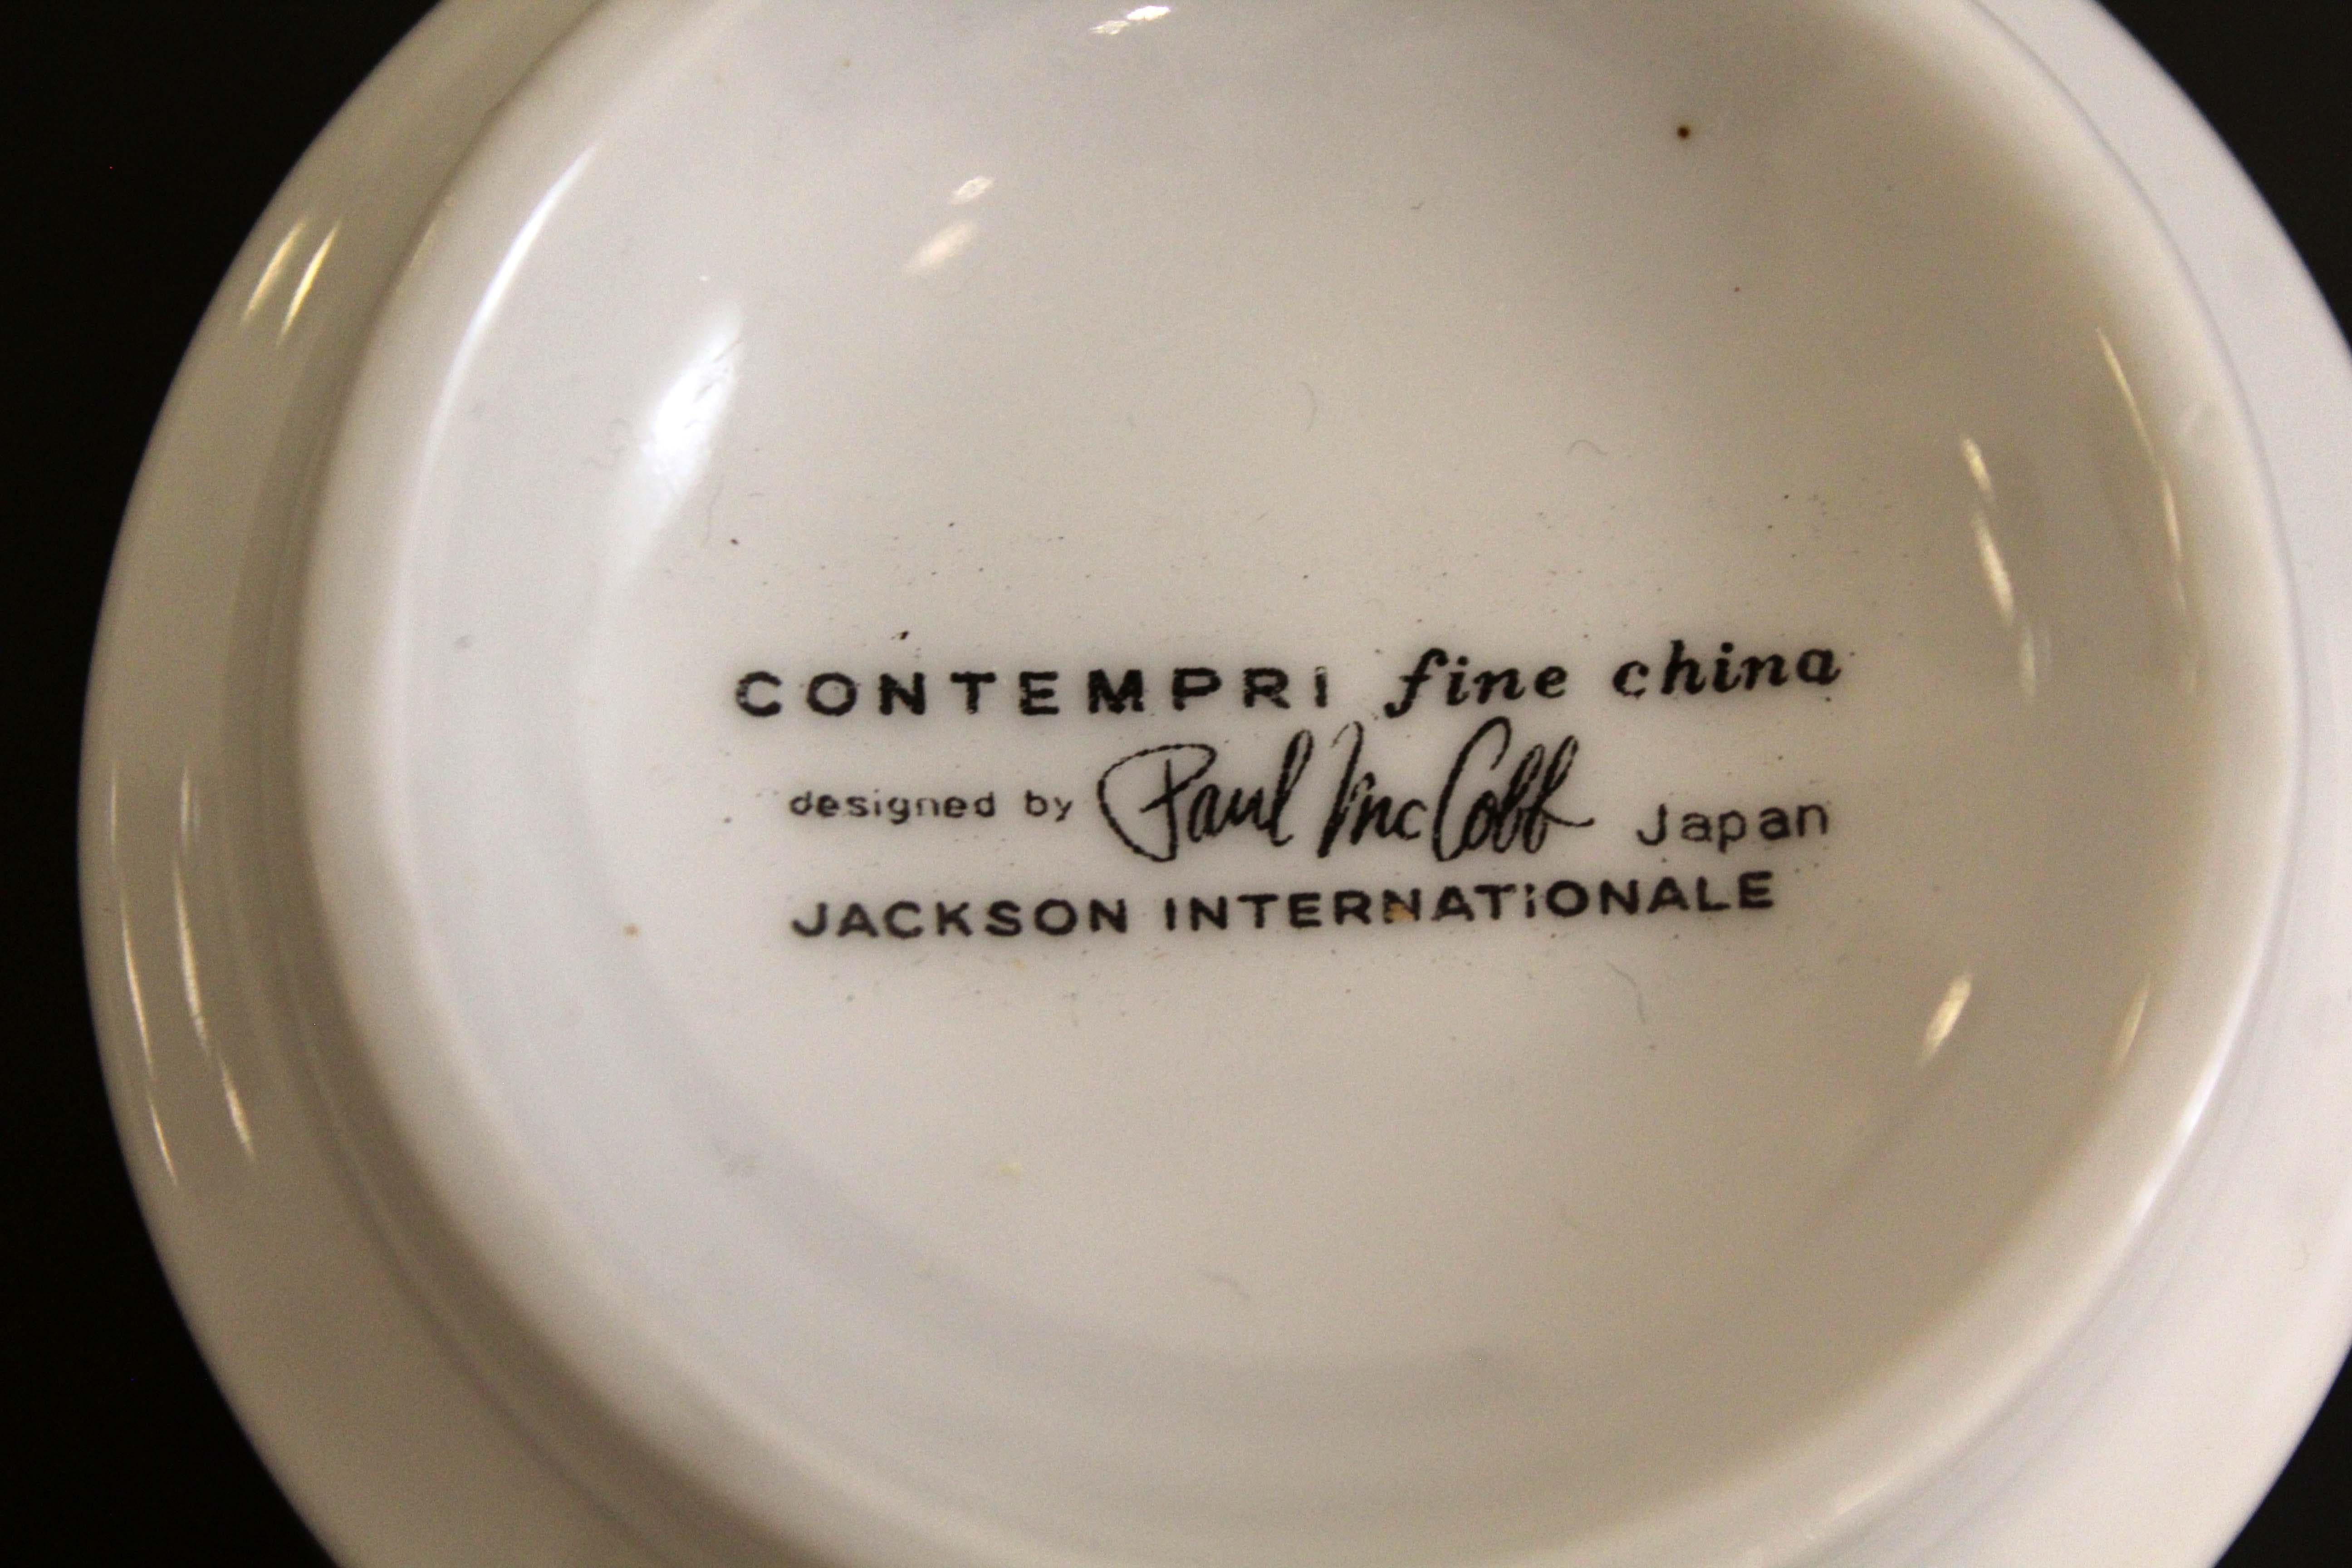 CONTEMPRI fine china
designed by Paul McCobb Japan
JACKSON INTERNATiONALE